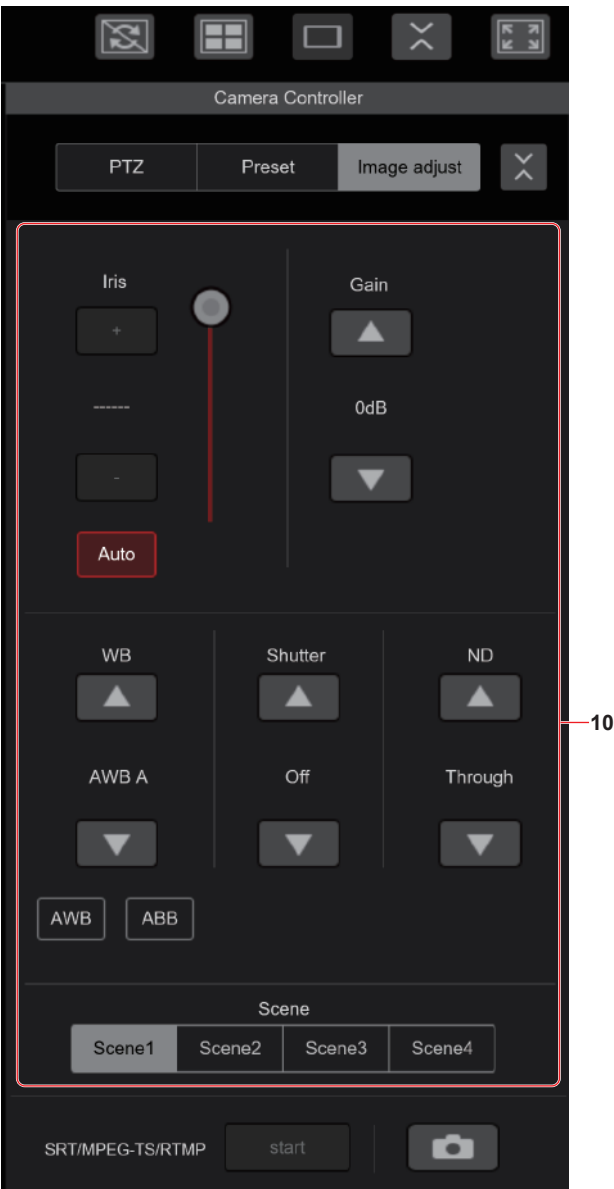 Camera Controller
PTZ Preset Image adjust
Iris Gain
+
------ 0dB
-
Auto
WB Shutter ND
10
AWB A Off Through
AWB ABB
Scene
Scene1 Scene2 Scene3 Scene4
SRT/MPEG-TS/RTMP start